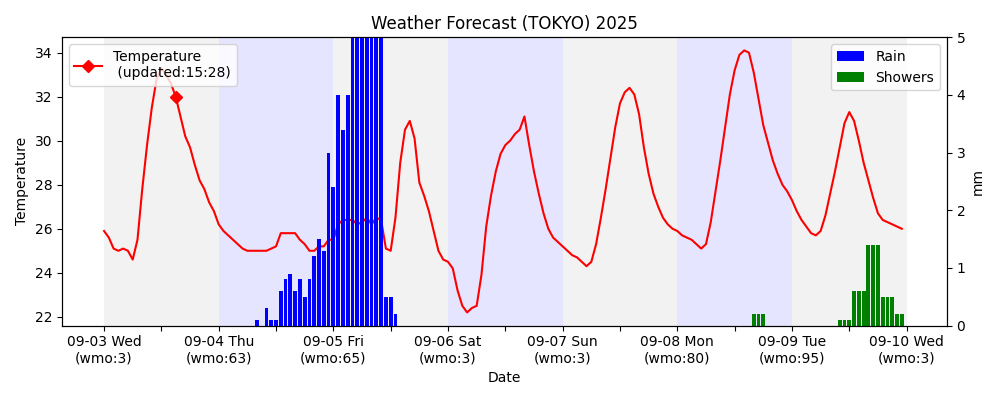 Weather Forecast (TOKYO) 2025
Temperature
(updated:15:28)
Rain
Showers
Temperature
34
32
30
28
26
24
22
5
4
3
2
1
0
mm
09-03 Wed
(wmo:3)
09-04 Thu
(wmo:63)
09-05 Fri
(wmo:65)
09-06 Sat
(wmo:3)
09-07 Sun
(wmo:3)
09-08 Mon
(wmo:80)
09-09 Tue
(wmo:95)
09-10 Wed
(wmo:3)
Date